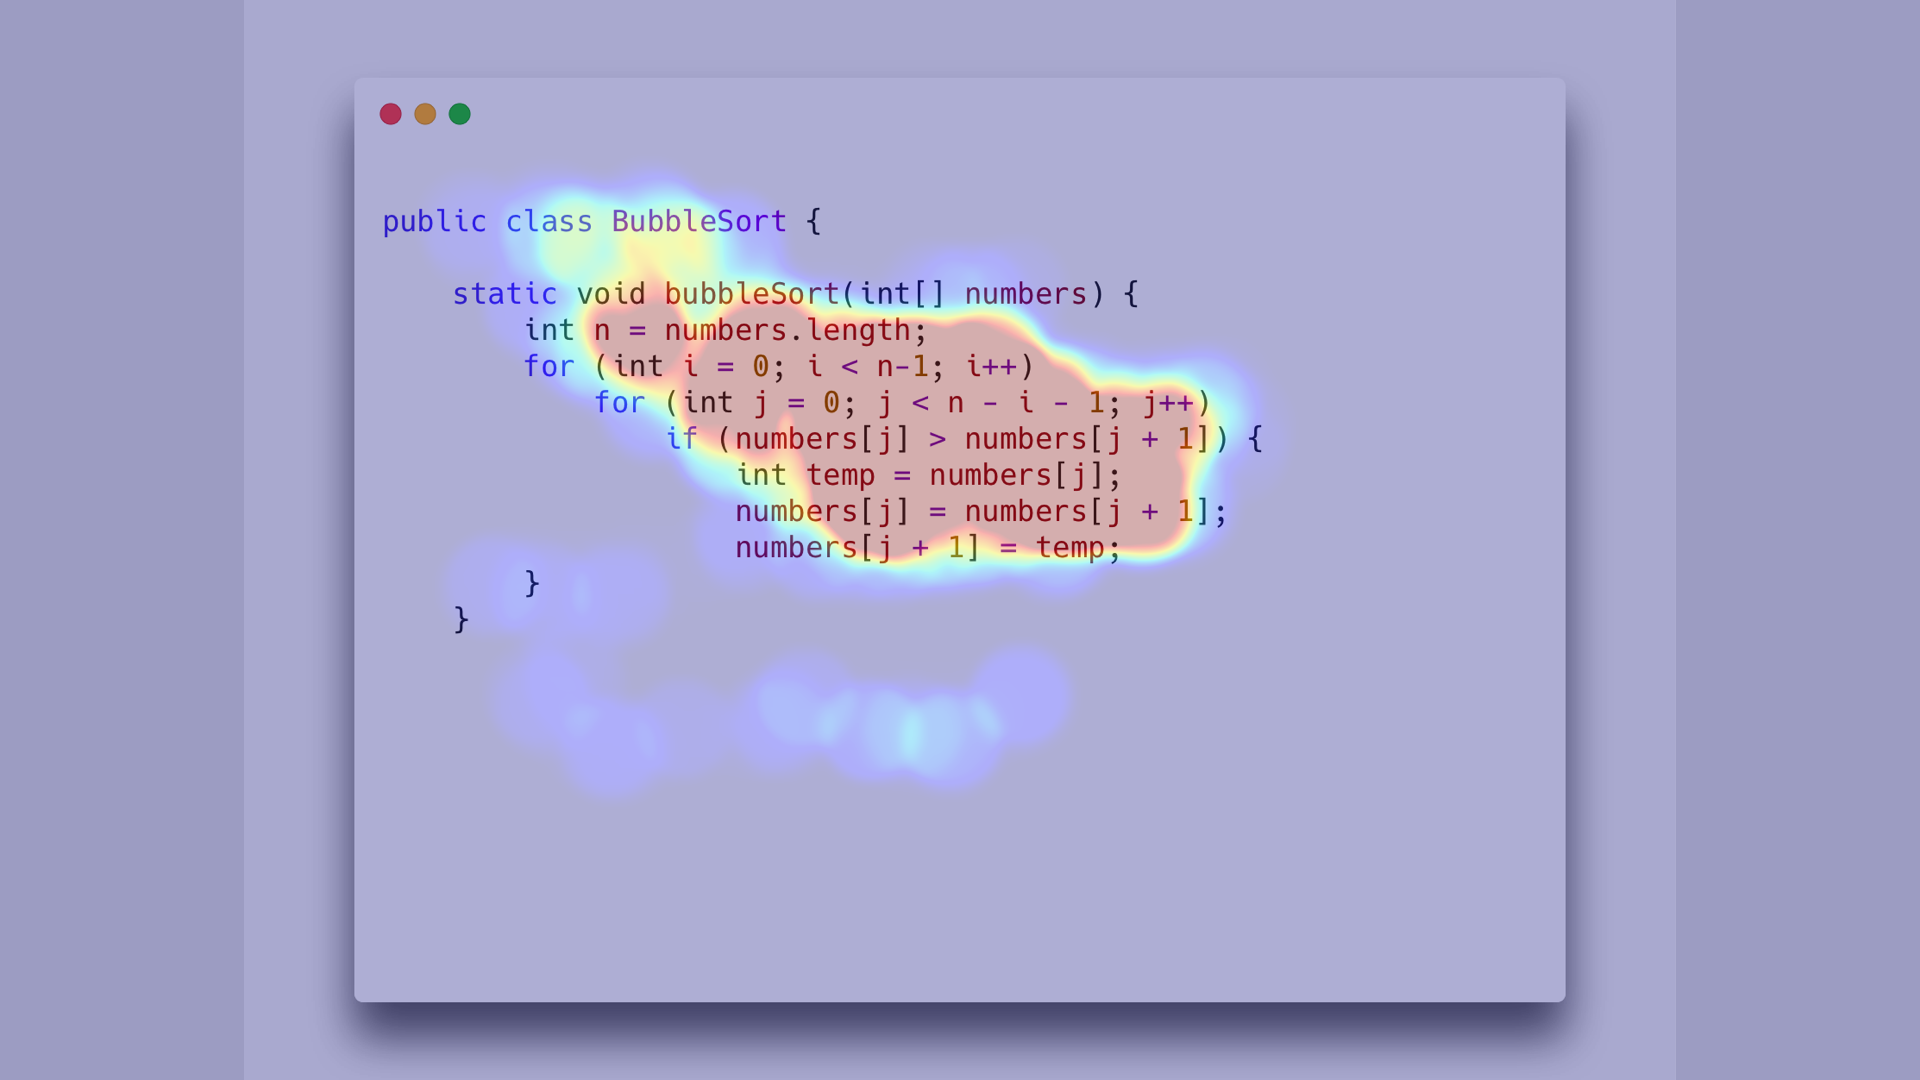 public class BubbleSort {
static void bubbleSort(int[] numbers) {
int n = numbers.length;
for (int i = 0; i < n-1; i++)
for (int j = 0; j < n - i - 1; j++)
if (numbers[j] > numbers[j + 1]) {
int temp = numbers[j];
numbers[j] = numbers[j + 1];
numbers[j + 1] = temp;
}
}